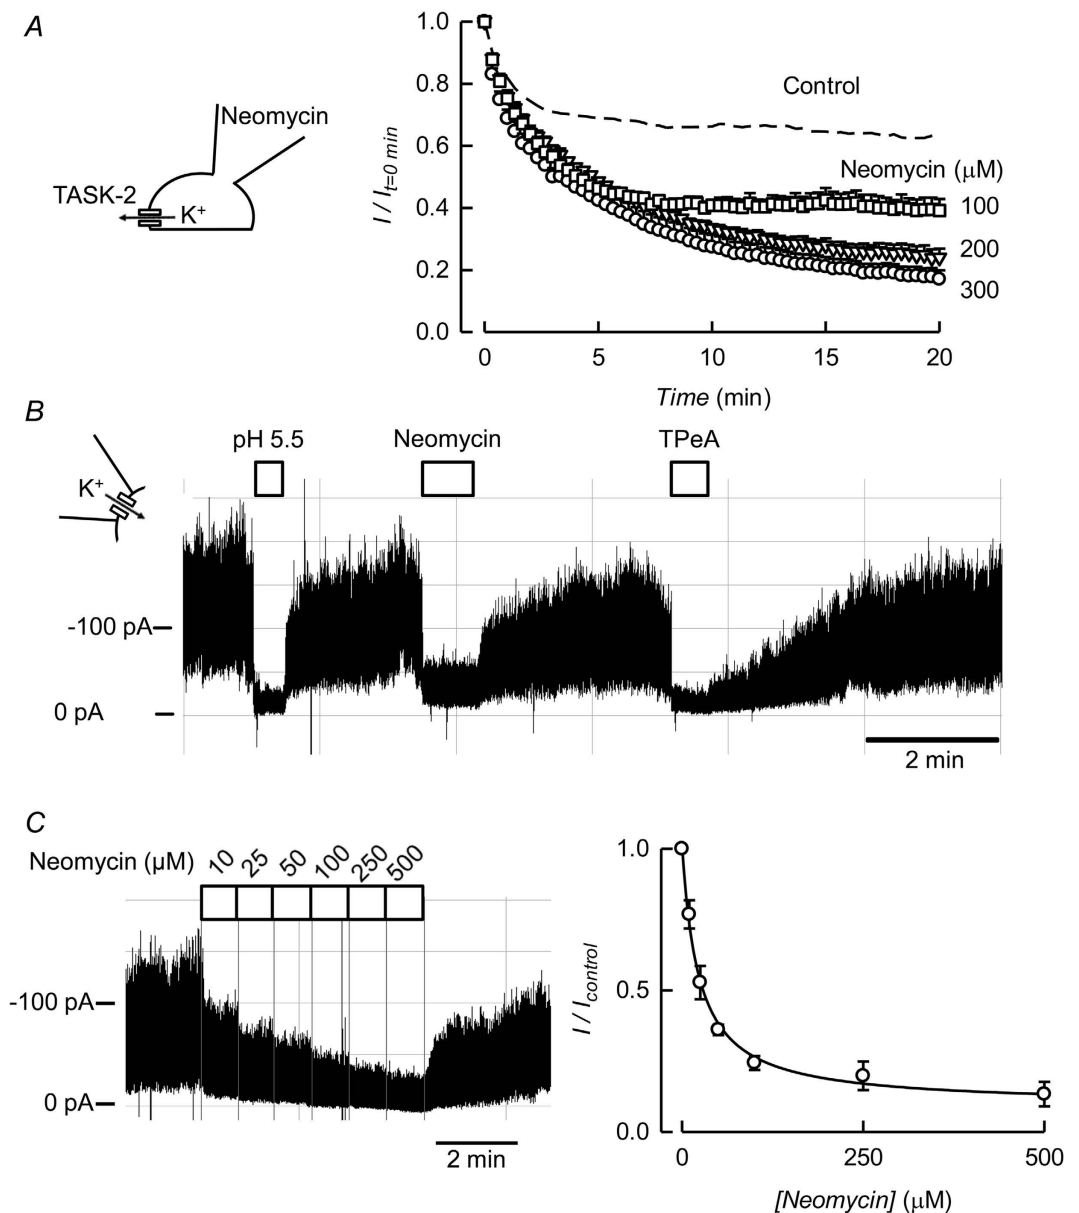 A
Neomycin
TASK-2
K+
I / It=0 min
1.0
0.8
0.6
0.4
0.2
0.0
Control
Neomycin (μM)
100
200
300
0 5 10 15 20
Time (min)
B
pH 5.5 Neomycin TPeA
K+
-100 pA
0 pA
2 min
C
Neomycin (μM) 10 25 50 100 250 500
-100 pA
0 pA
2 min
I / Icontrol
1.0
0.5
0.0
0 250 500
[Neomycin] (μM)